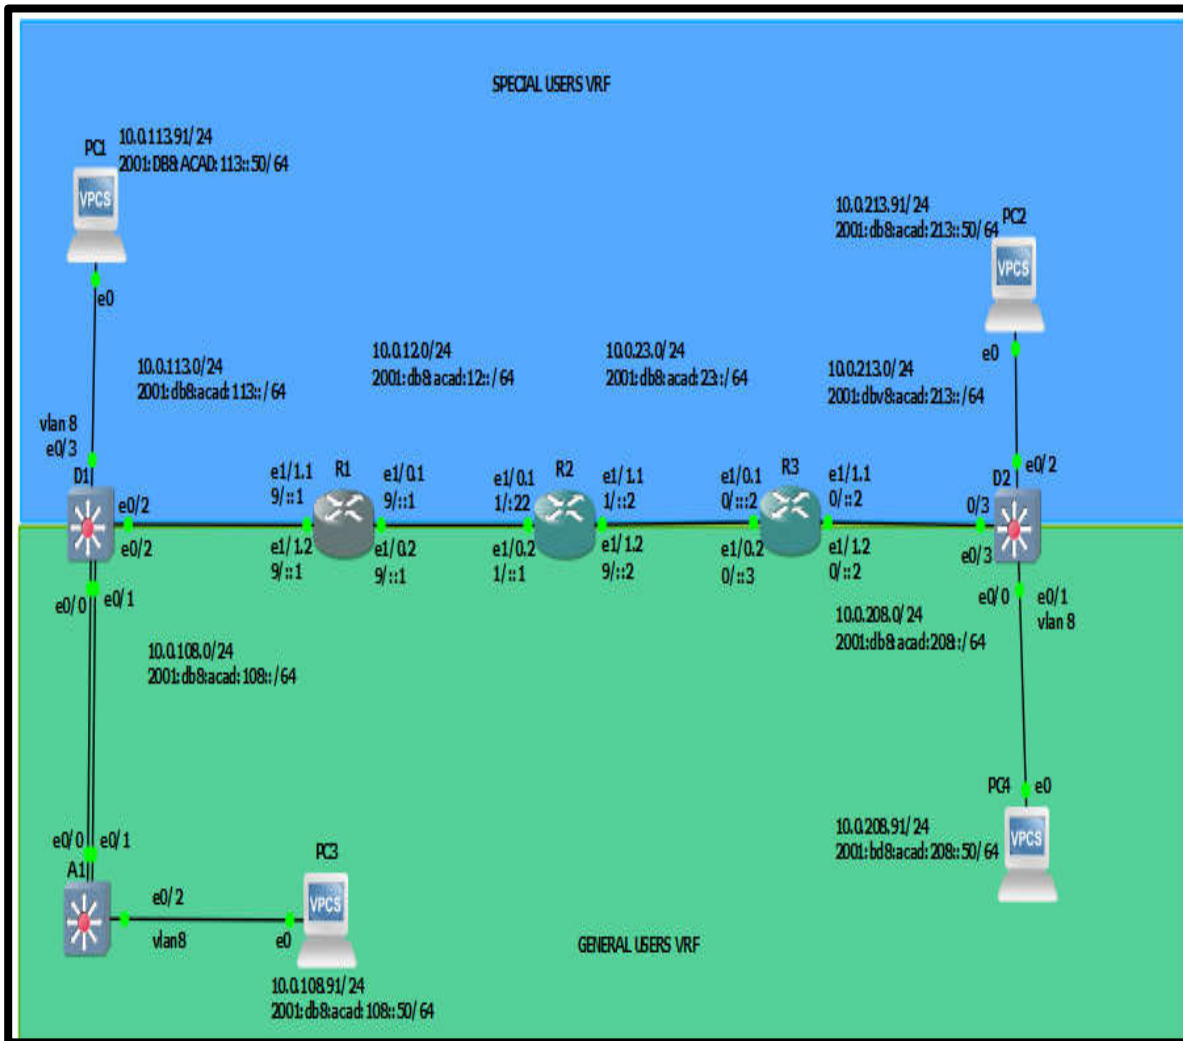 SPECIAL USERS VRF
10.0.113.91/24
PC1
2001:DB8:ACAD:113::50/64
VPCS
e0
10.0.213.91/24
PC2
2001:db8:acad:213::50/64
VPCS
e0
10.0.113.0/24
2001:db8:acad:113::/64
10.0.12.0/24
2001:db8:acad:12::/64
10.0.23.0/24
2001:db8:acad:23::/64
10.0.213.0/24
2001:dbv8:acad:213::/64
vlan 8
e0/3
D1
e0/2
e0/2
e1/1.1
9/::1
R1
e1/0.1
9/::1
e1/1.2
9/::1
e1/0.2
9/::1
e1/0.1
1/:22
R2
e1/1.1
1/::2
e1/0.2
1/::1
e1/1.2
9/::2
e1/0.1
0/:::2
R3
e1/1.1
0/::2
e1/0.2
0/::3
e1/1.2
0/::2
e0/2
D2
0/3
e0/3
e0/0
e0/1
vlan 8
e0/0
e0/1
10.0.108.0/24
2001:db8:acad:108::/64
10.0.208.0/24
2001:db8:acad:208::/64
PC4
e0
10.0.208.91/24
2001:bd8:acad:208::50/64
VPCS
e0/0
e0/1
A1
e0/2
vlan8
PC3
VPCS
e0
10.0.108.91/24
2001:db8:acad:108::50/64
GENERAL USERS VRF